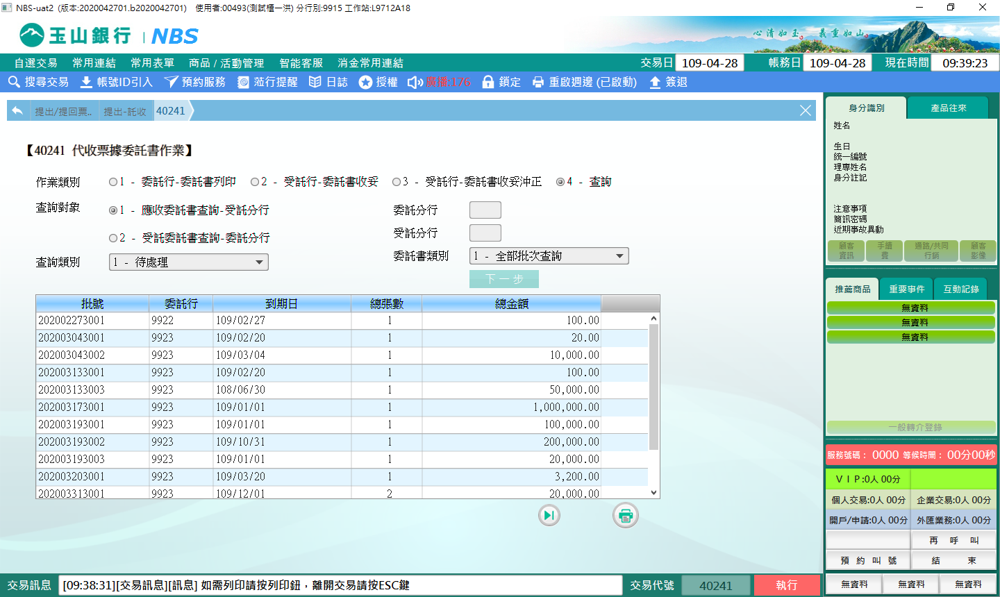 NBS-uat2 (版本:2020042701.b2020042701) 使用者:00493(測試櫃一洪) 分行別:9915 工作站:L9712A18
玉山銀行 | NBS
心清如玉。 義重如山。
自選交易 常用連結 常用表單 商品 / 活動管理 智能客服 消金常用連結 交易日 109-04-28 帳務日 109-04-28 現在時間 09:39:23
搜尋交易 帳號ID引入 預約服務 蒞行提醒 日誌 授權 廣播:176 鎖定 重啟週邊 (已啟動) 簽退
提出/提回票.. 提出-託收 40241
【40241 代收票據委託書作業】
作業類別 1 - 委託行-委託書列印 2 - 受託行-委託書收妥 3 - 受託行-委託書收妥沖正 4 - 查詢
查詢對象 1 - 應收委託書查詢-受託分行 委託分行
2 - 受託委託書查詢-委託分行 受託分行
查詢類別 1 - 待處理 委託書類別 1 - 全部批次查詢
下一步
批號 委託行 到期日 總張數 總金額
202002273001 9922 109/02/27 1 100.00
202003043001 9923 109/02/20 1 20.00
202003043002 9923 109/03/04 1 10,000.00
202003133001 9923 109/02/20 1 100.00
202003133003 9923 108/06/30 1 50,000.00
202003173001 9923 109/01/01 1 1,000,000.00
202003193001 9923 109/01/01 1 100,000.00
202003193002 9923 109/10/31 1 200,000.00
202003193003 9923 109/01/01 1 20,000.00
202003203001 9923 109/03/20 1 3,200.00
202003313001 9923 109/12/01 2 20,000.00
交易訊息 [09:38:31][交易訊息][訊息] 如需列印請按列印鈕，離開交易請按ESC鍵 交易代號 40241 執行
身分識別 產品往來
姓名
生日
統一編號
理專姓名
身分註記
注意事項
簡訊密碼
近期事故異動
顧客資訊 手續費 通路/共同行銷 顧客影像
推薦商品 重要事件 互動記錄
無資料
無資料
無資料
一般轉介登錄
服務號碼： 0000 等候時間： 00分00秒
ＶＩＰ:0人 00分
個人交易:0人 00分 企業交易:0人 00分
開戶/申請:0人 00分 外匯業務:0人 00分
再 呼 叫
預 約 叫 號 結 束
無資料 無資料 無資料